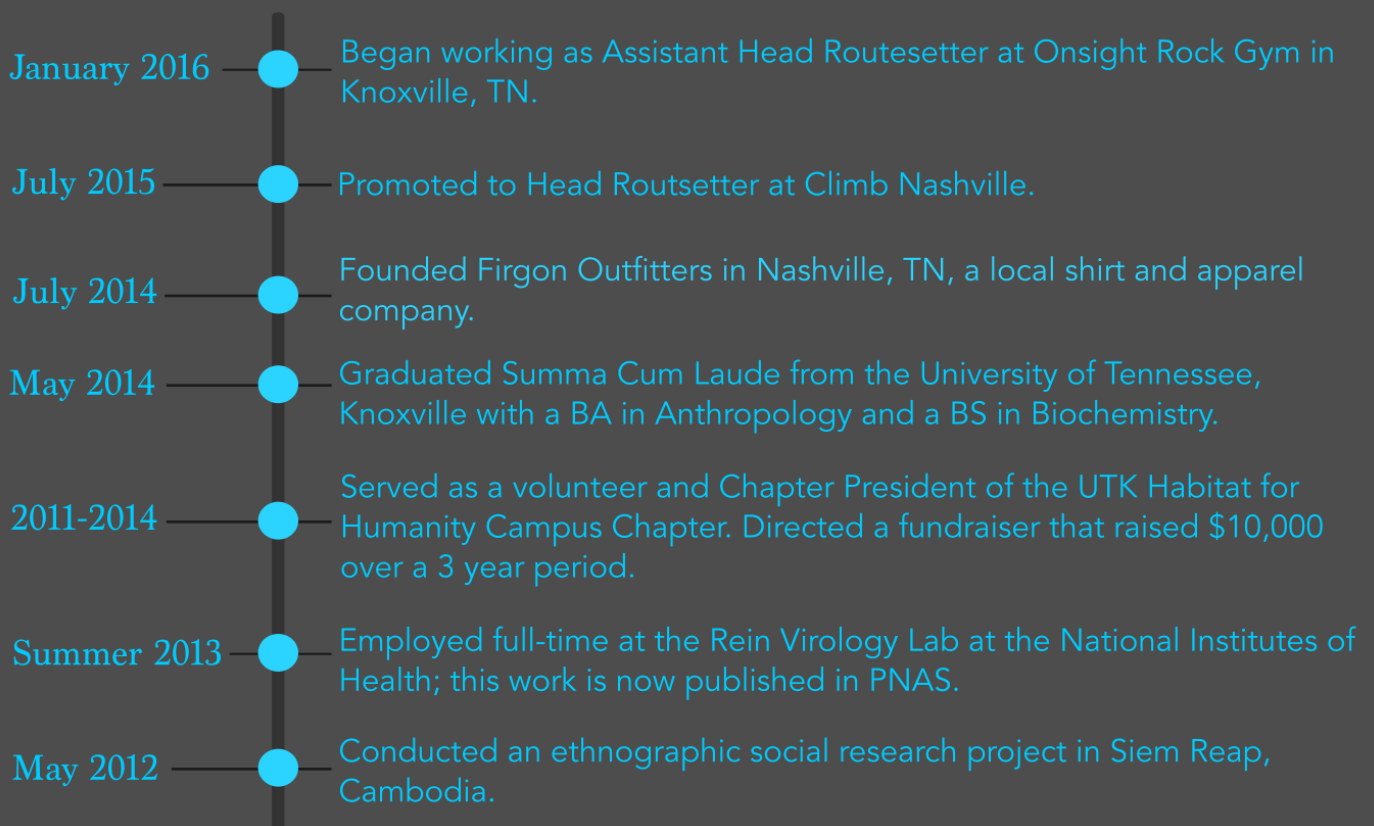 January 2016
Began working as Assistant Head Routesetter at Onsight Rock Gym in
Knoxville, TN.
July 2015
Promoted to Head Routsetter at Climb Nashville.
July 2014
Founded Firgon Outfitters in Nashville, TN, a local shirt and apparel
company.
May 2014
Graduated Summa Cum Laude from the University of Tennessee,
Knoxville with a BA in Anthropology and a BS in Biochemistry.
2011-2014
Served as a volunteer and Chapter President of the UTK Habitat for
Humanity Campus Chapter. Directed a fundraiser that raised $10,000
over a 3 year period.
Summer 2013
Employed full-time at the Rein Virology Lab at the National Institutes of
Health; this work is now published in PNAS.
May 2012
Conducted an ethnographic social research project in Siem Reap,
Cambodia.